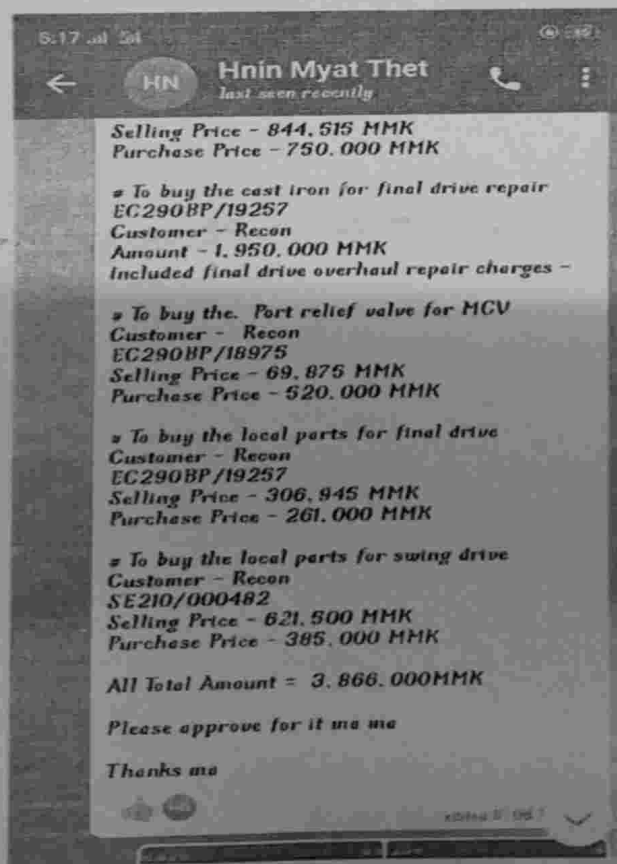 5:17
HN
Hnin Myat Thet
last seen recently
Selling Price - 844.515 MMK
Purchase Price - 750.000 MMK
# To buy the cast iron for final drive repair
EC290BP/19257
Customer - Recon
Amount - 1.950.000 MMK
Included final drive overhaul repair charges -
# To buy the. Port relief valve for MCV
Customer - Recon
EC290BP/18975
Selling Price - 69.875 MMK
Purchase Price - 520.000 MMK
# To buy the local parts for final drive
Customer - Recon
EC290BP/19257
Selling Price - 306.945 MMK
Purchase Price - 261.000 MMK
# To buy the local parts for swing drive
Customer - Recon
SE210/000482
Selling Price - 621.500 MMK
Purchase Price - 385.000 MMK
All Total Amount = 3.866.000MMK
Please approve for it ma ma
Thanks ma